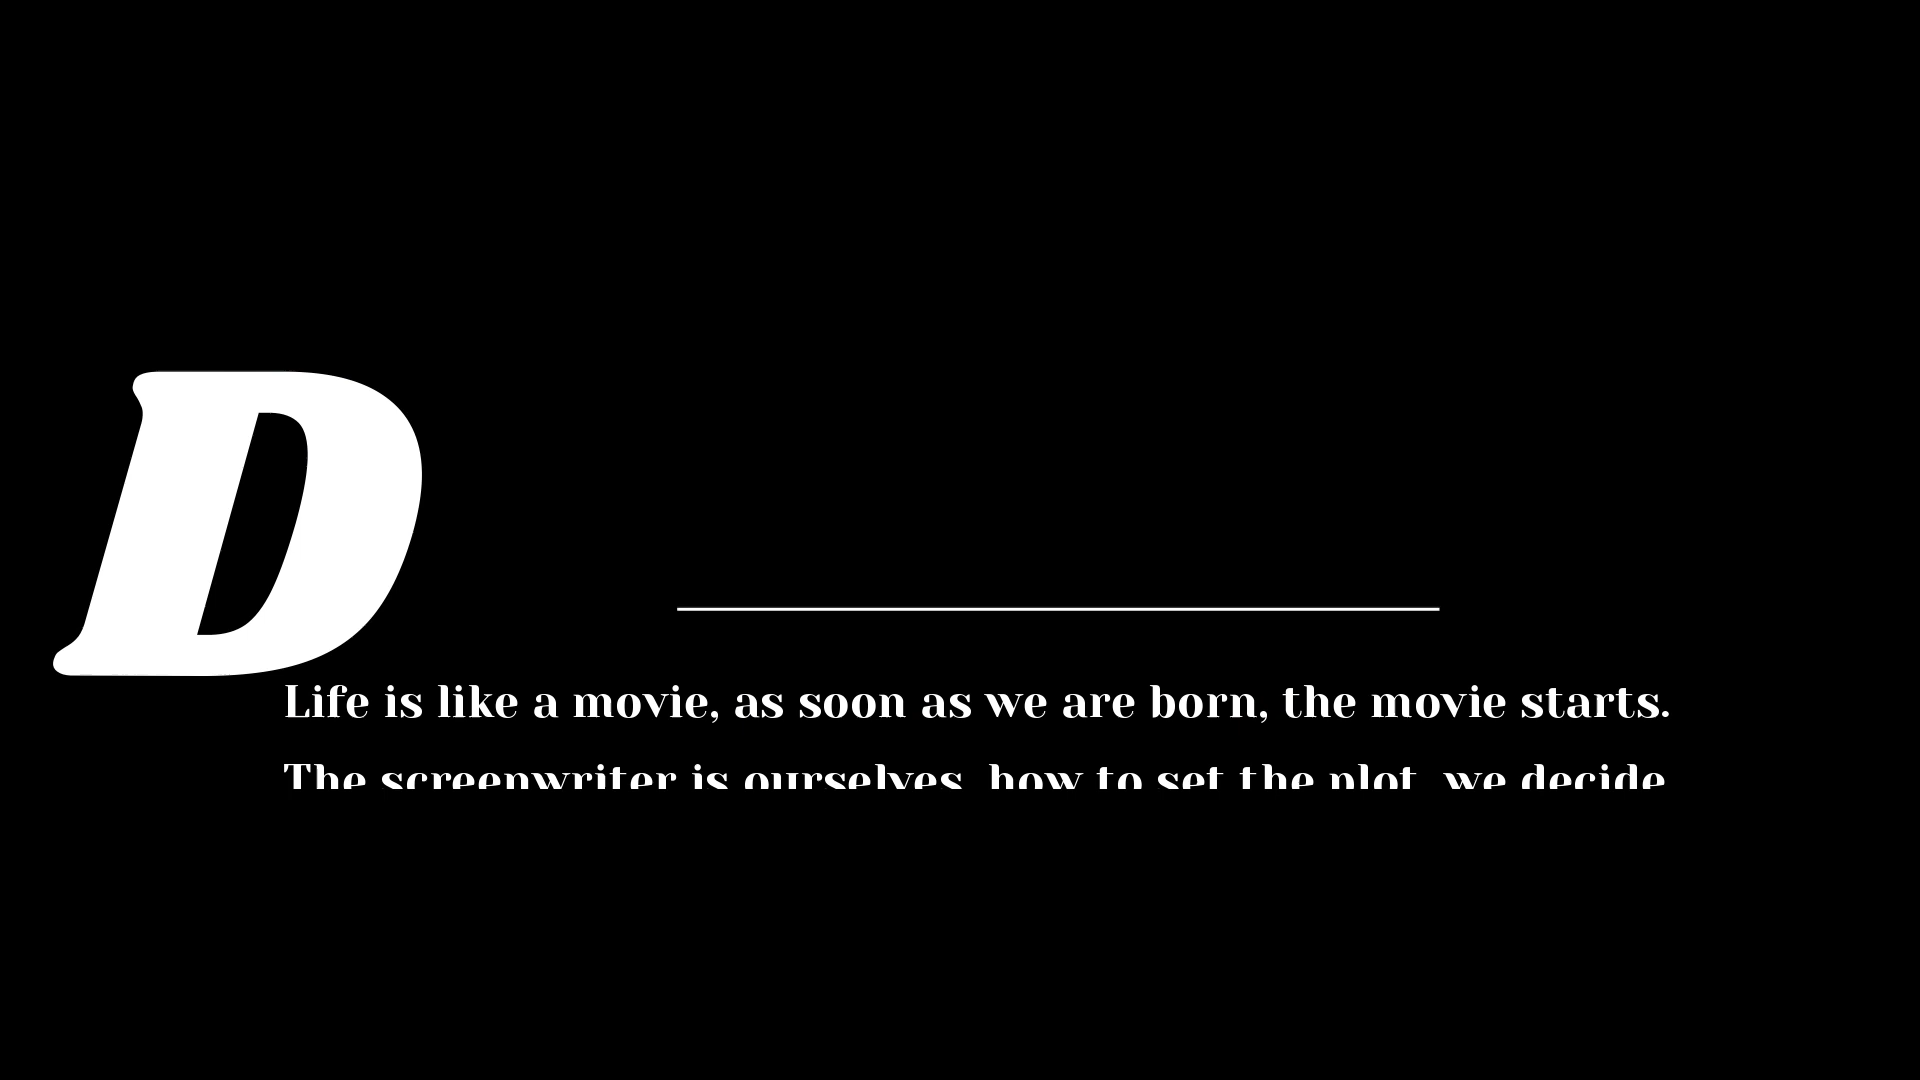 D
Life is like a movie, as soon as we are born, the movie starts.
The screenwriter is ourselves, how to set the plot, we decide